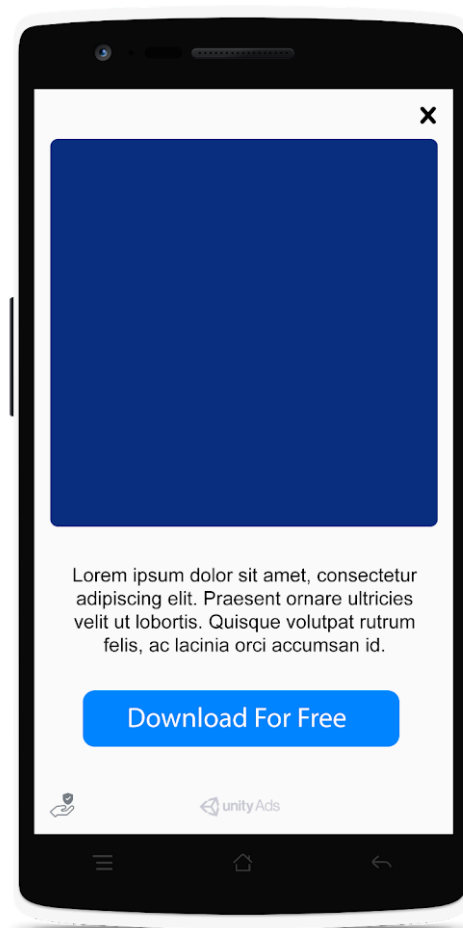 Lorem ipsum dolor sit amet, consectetur
adipiscing elit. Praesent ornare ultricies
velit ut lobortis. Quisque volutpat rutrum
felis, ac lacinia orci accumsan id.
Download For Free
unity Ads